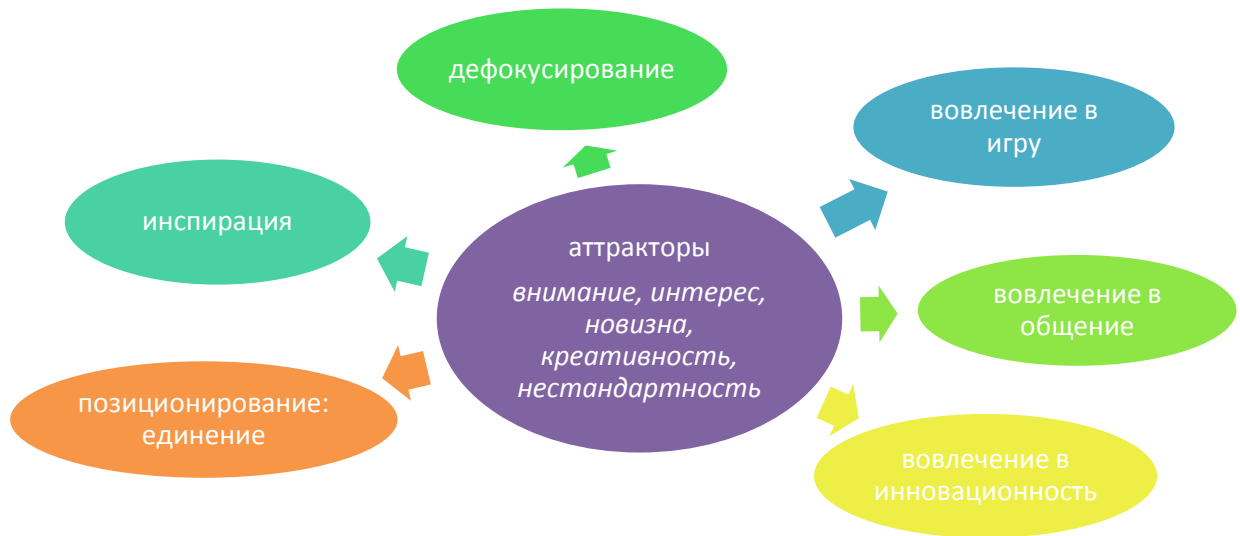 дефокусирование
вовлечение в
игру
инспирация
аттракторы
внимание, интерес,
новизна,
креативность,
нестандартность
вовлечение в
общение
позиционирование:
единение
вовлечение в
инновационность